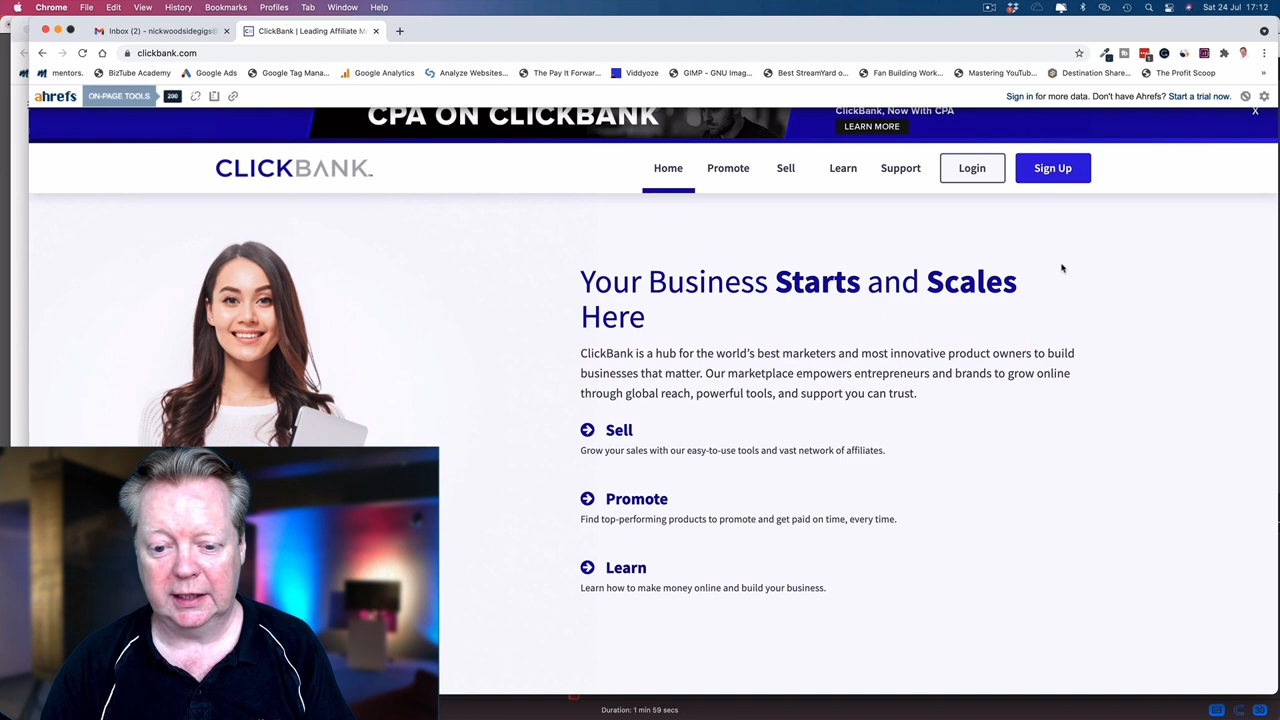 Chrome File Edit View History Bookmarks Profiles Tab Window Help
Sat 24 Jul 17:12
Inbox (2) - nickwoodsidegigs@
ClickBank | Leading Affiliate M
clickbank.com
mentors.
BizTube Academy
Google Ads
Google Tag Mana...
Google Analytics
Analyze Websites...
The Pay It Forwar...
Viddyoze
GIMP - GNU Imag...
Best StreamYard o...
Fan Building Work...
Mastering YouTub...
Destination Share...
The Profit Scoop
ahrefs ON-PAGE TOOLS 200
Sign in for more data. Don't have Ahrefs? Start a trial now.
CPA ON CLICKBANK
ClickBank, Now With CPA
LEARN MORE
X
CLICKBANK
Home Promote Sell Learn Support Login Sign Up
Your Business Starts and Scales
Here
ClickBank is a hub for the world's best marketers and most innovative product owners to build
businesses that matter. Our marketplace empowers entrepreneurs and brands to grow online
through global reach, powerful tools, and support you can trust.
Sell
Grow your sales with our easy-to-use tools and vast network of affiliates.
Promote
Find top-performing products to promote and get paid on time, every time.
Learn
Learn how to make money online and build your business.
Duration: 1 min 59 secs